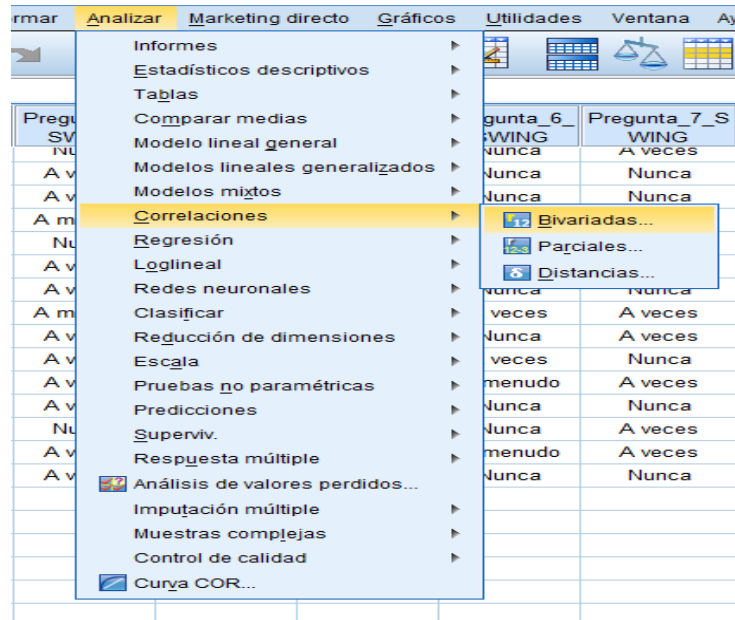 Analizar Marketing directo Gráficos Utilidades Ventana
Informes
Estadísticos descriptivos
Tablas
Comparar medias
Modelo lineal general
Modelos lineales generalizados
Modelos mixtos
Correlaciones
Regresión
Loglineal
Redes neuronales
Clasificar
Reducción de dimensiones
Escala
Pruebas no paramétricas
Predicciones
Superviv.
Respuesta múltiple
Análisis de valores perdidos...
Imputación múltiple
Muestras complejas
Control de calidad
Curva COR...
Bivariadas...
Parciales...
Distancias...
Pregunta_7_S
WING
Nunca A veces
Nunca Nunca
Nunca Nunca
Nunca Nunca
veces A veces
Nunca A veces
veces Nunca
menudo A veces
Nunca Nunca
Nunca A veces
menudo A veces
Nunca Nunca